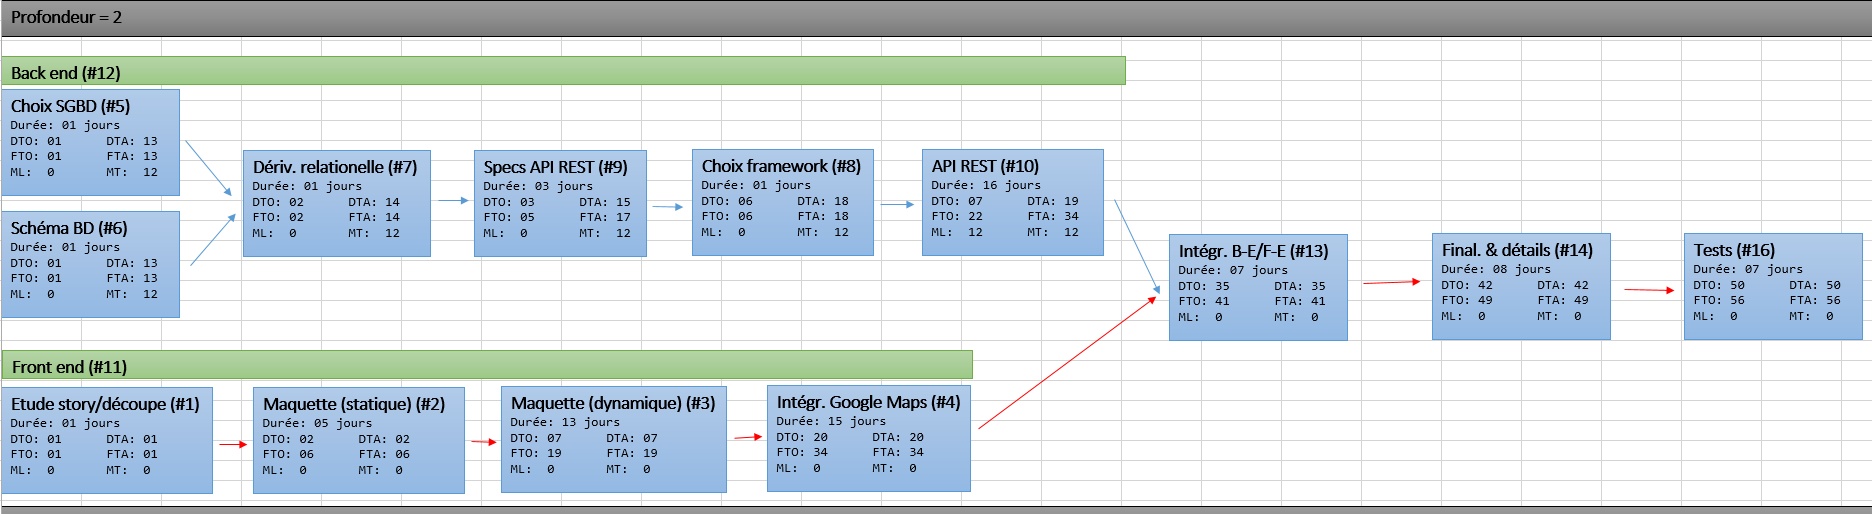 Profondeur = 2
Back end (#12)
Choix SGBD (#5)
Durée: 01 jours
DTO: 01 DTA: 13
FTO: 01 FTA: 13
ML: 0 MT: 12
Schéma BD (#6)
Durée: 01 jours
DTO: 01 DTA: 13
FTO: 01 FTA: 13
ML: 0 MT: 12
Dériv. relationelle (#7)
Durée: 01 jours
DTO: 02 DTA: 14
FTO: 02 FTA: 14
ML: 0 MT: 12
Specs API REST (#9)
Durée: 03 jours
DTO: 03 DTA: 15
FTO: 05 FTA: 17
ML: 0 MT: 12
Choix framework (#8)
Durée: 01 jours
DTO: 06 DTA: 18
FTO: 06 FTA: 18
ML: 0 MT: 12
API REST (#10)
Durée: 16 jours
DTO: 07 DTA: 19
FTO: 22 FTA: 34
ML: 12 MT: 12
Intégr. B-E/F-E (#13)
Durée: 07 jours
DTO: 35 DTA: 35
FTO: 41 FTA: 41
ML: 0 MT: 0
Final. & détails (#14)
Durée: 08 jours
DTO: 42 DTA: 42
FTO: 49 FTA: 49
ML: 0 MT: 0
Tests (#16)
Durée: 07 jours
DTO: 50 DTA: 50
FTO: 56 FTA: 56
ML: 0 MT: 0
Front end (#11)
Etude story/découpe (#1)
Durée: 01 jours
DTO: 01 DTA: 01
FTO: 01 FTA: 01
ML: 0 MT: 0
Maquette (statique) (#2)
Durée: 05 jours
DTO: 02 DTA: 02
FTO: 06 FTA: 06
ML: 0 MT: 0
Maquette (dynamique) (#3)
Durée: 13 jours
DTO: 07 DTA: 07
FTO: 19 FTA: 19
ML: 0 MT: 0
Intégr. Google Maps (#4)
Durée: 15 jours
DTO: 20 DTA: 20
FTO: 34 FTA: 34
ML: 0 MT: 0